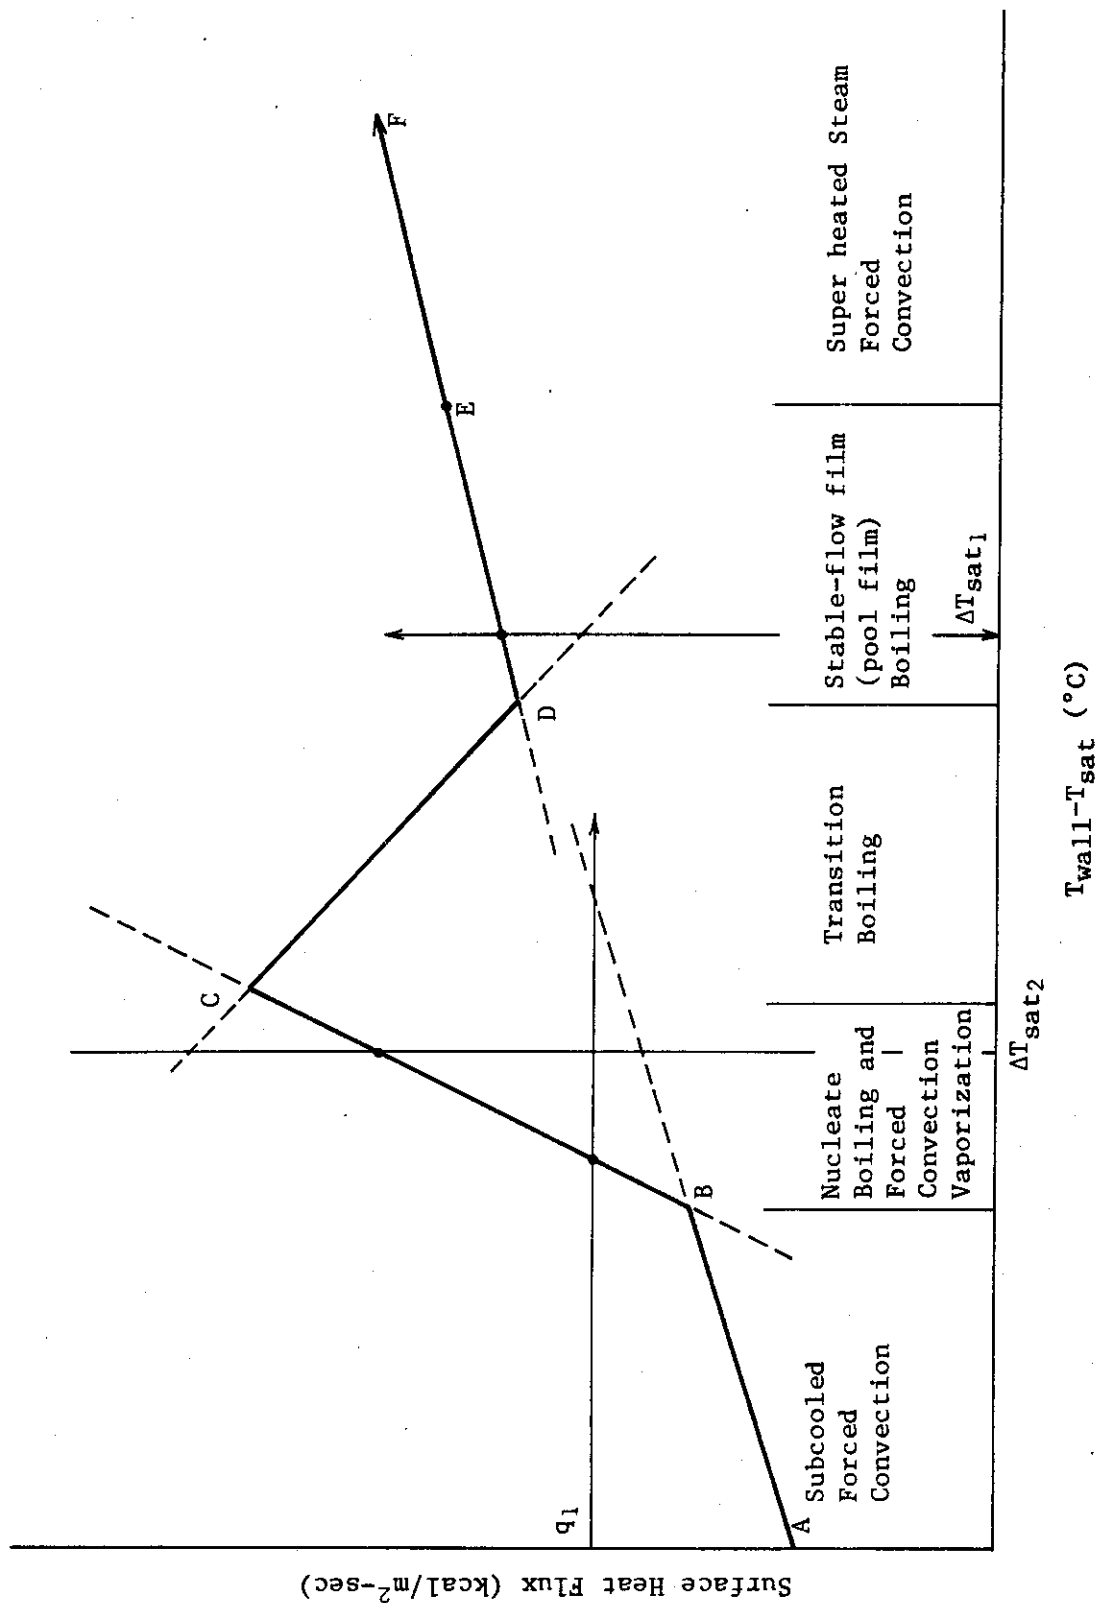 Surface Heat Flux (kcal/m²-sec)
q₁
A
B
C
D
E
F
Subcooled
Forced
Convection
Nucleate
Boiling and
Forced
Convection
Vaporization
Transition
Boiling
Stable-flow film
(pool film)
Boiling
Super heated Steam
Forced
Convection
ΔTsat₂
ΔTsat₁
Twall-Tsat (°C)